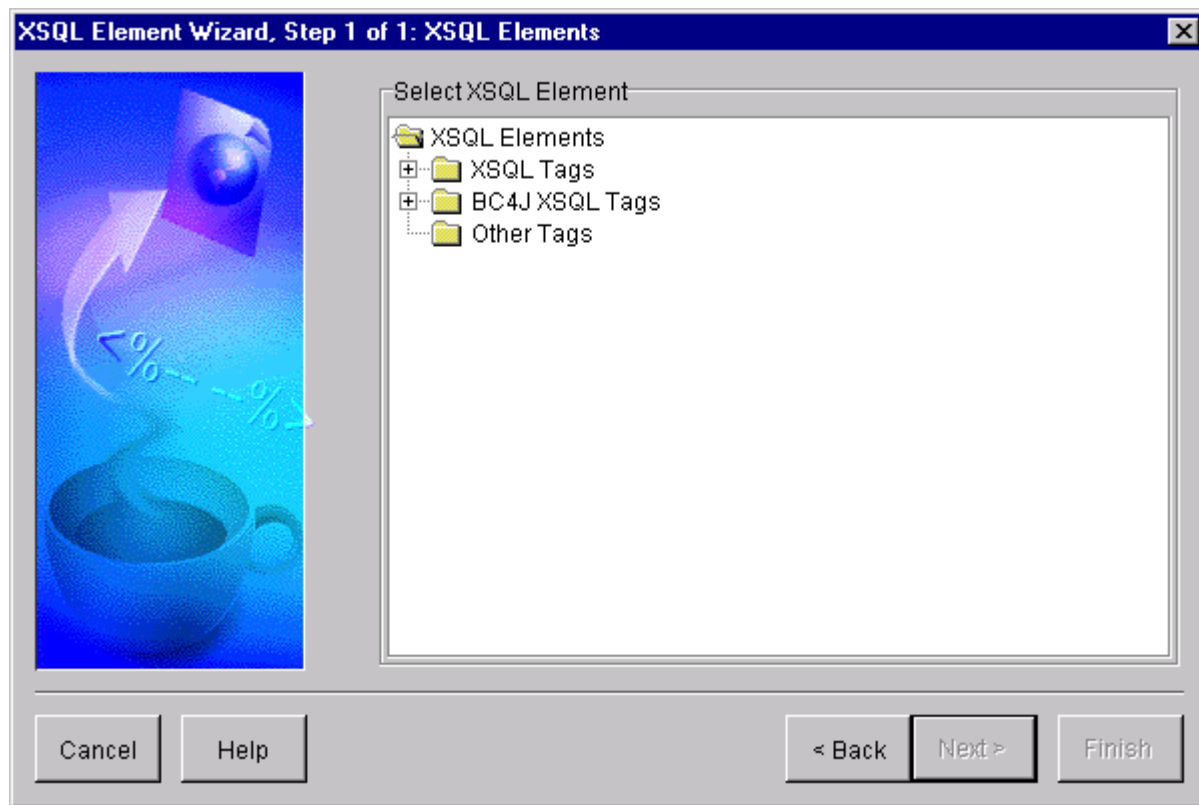 XSQL Element Wizard, Step 1 of 1: XSQL Elements
Select XSQL Element
XSQL Elements
XSQL Tags
BC4J XSQL Tags
Other Tags
<%-- --%>
Cancel
Help
< Back
Next >
Finish